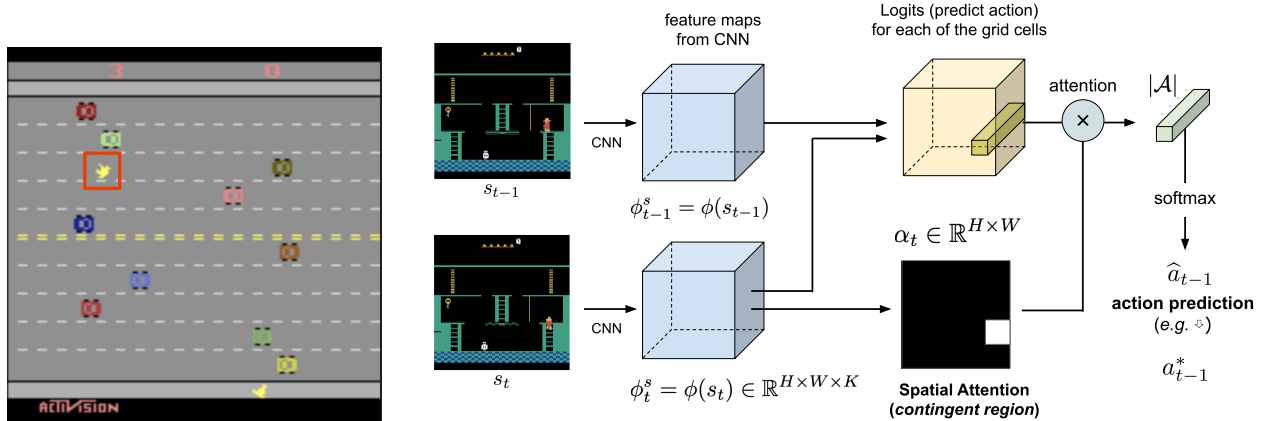 3 0
ACTIVISION
feature maps
from CNN
CNN
s_{t-1}
ϕ^s_{t-1} = ϕ(s_{t-1})
CNN
s_t
ϕ^s_t = ϕ(s_t) ∈ ℝ^{H×W×K}
Logits (predict action)
for each of the grid cells
attention
×
|𝒜|
softmax
α_t ∈ ℝ^{H×W}
Spatial Attention
(contingent region)
â_{t-1}
action prediction
(e.g. ⇩)
a^*_{t-1}